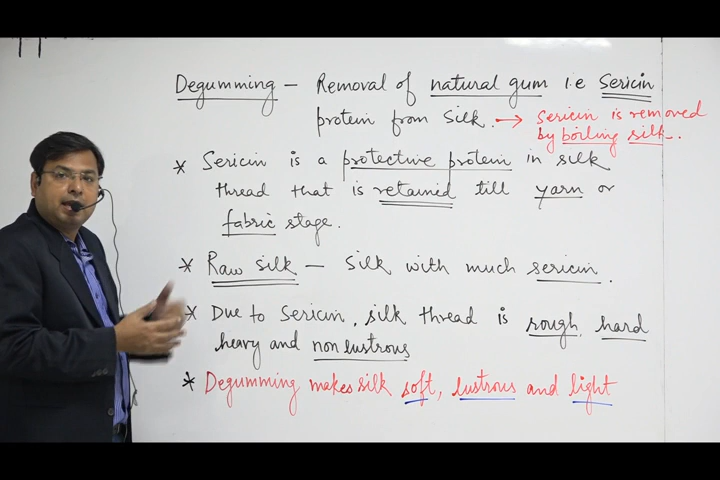 Degumming – Removal of natural gum i.e Sericin
protein from silk. → Sericin is removed
by boiling silk.
* Sericin is a protective protein in silk
thread that is retained till yarn or
fabric stage.
* Raw silk – Silk with much sericin.
* Due to Sericin, silk thread is rough, hard
heavy and non lustrous
* Degumming makes silk soft, lustrous and light